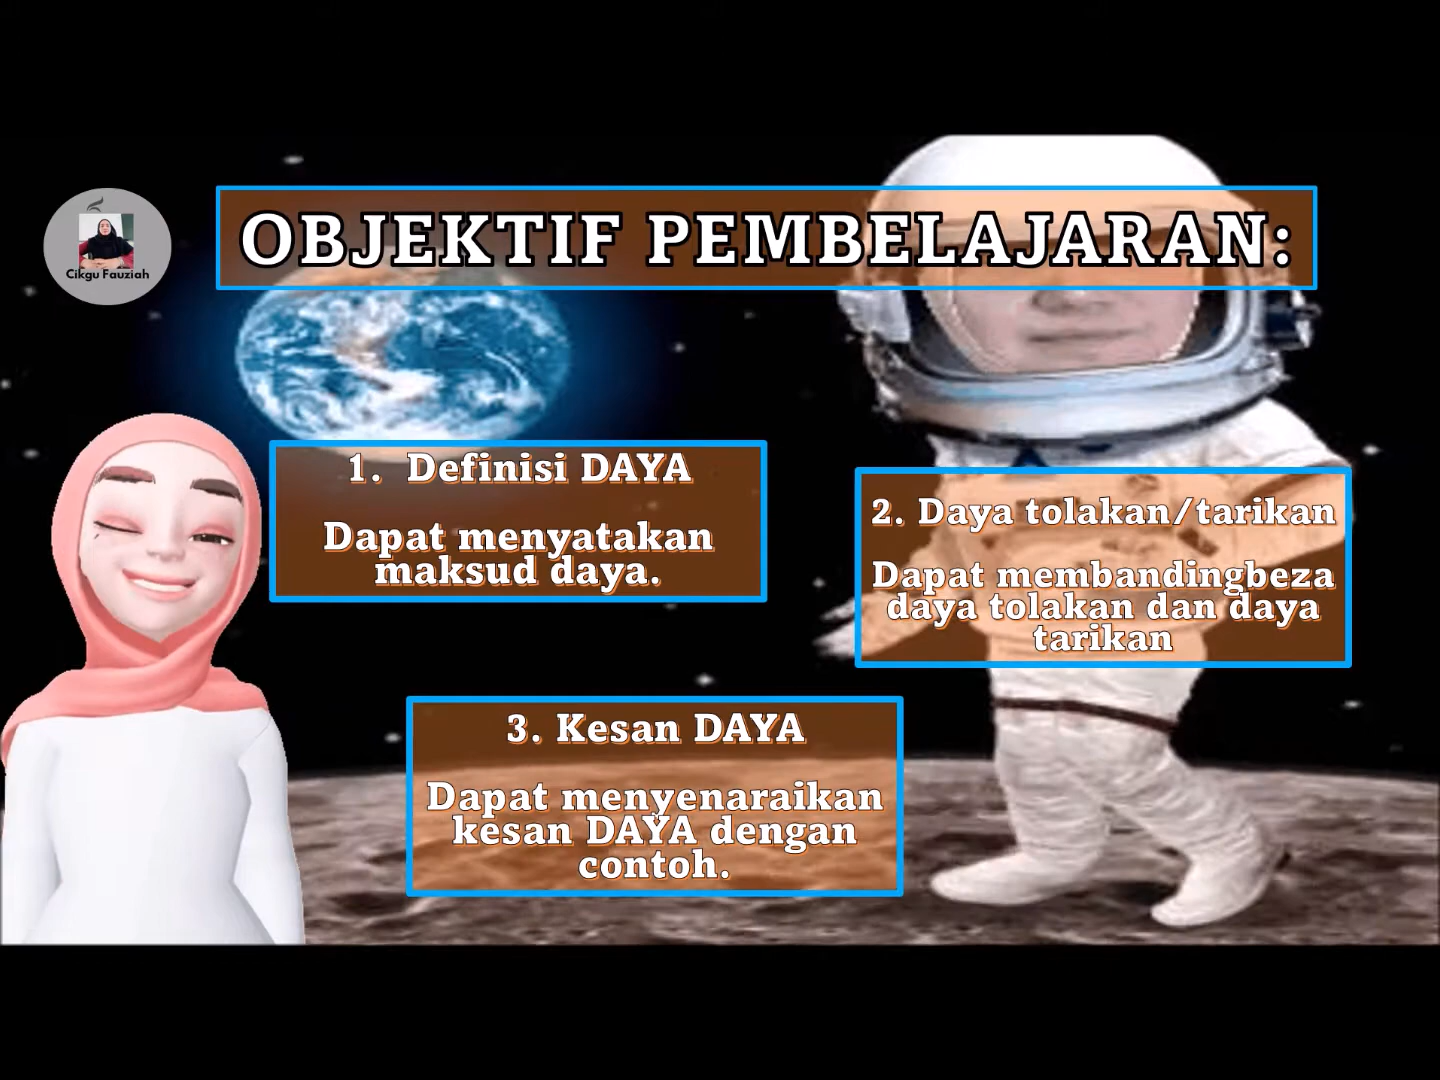 Cikgu Fauziah
OBJEKTIF PEMBELAJARAN:
1. Definisi DAYA
Dapat menyatakan
maksud daya.
2. Daya tolakan/tarikan
Dapat membandingbeza
daya tolakan dan daya
tarikan
3. Kesan DAYA
Dapat menyenaraikan
kesan DAYA dengan
contoh.